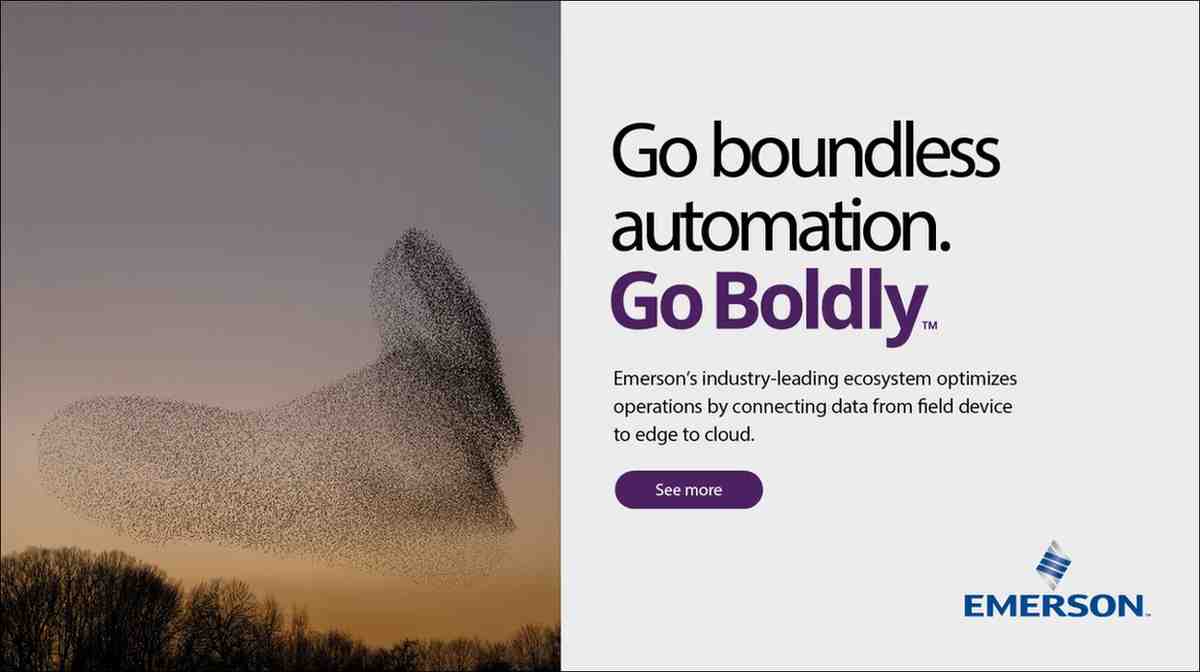 Go boundless
automation.
Go Boldly™
Emerson’s industry-leading ecosystem optimizes
operations by connecting data from field device
to edge to cloud.
See more
EMERSON™